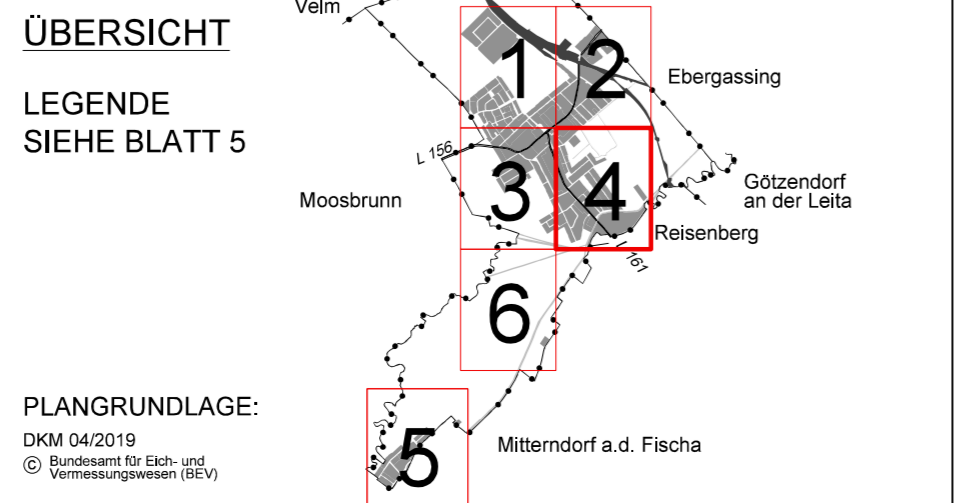 Velm
ÜBERSICHT
LEGENDE
SIEHE BLATT 5
1
2
Ebergassing
L 156
Moosbrunn
3
4
Götzendorf
an der Leita
Reisenberg
L 161
6
PLANGRUNDLAGE:
DKM 04/2019
© Bundesamt für Eich- und
Vermessungswesen (BEV)
5
Mitterndorf a.d. Fischa